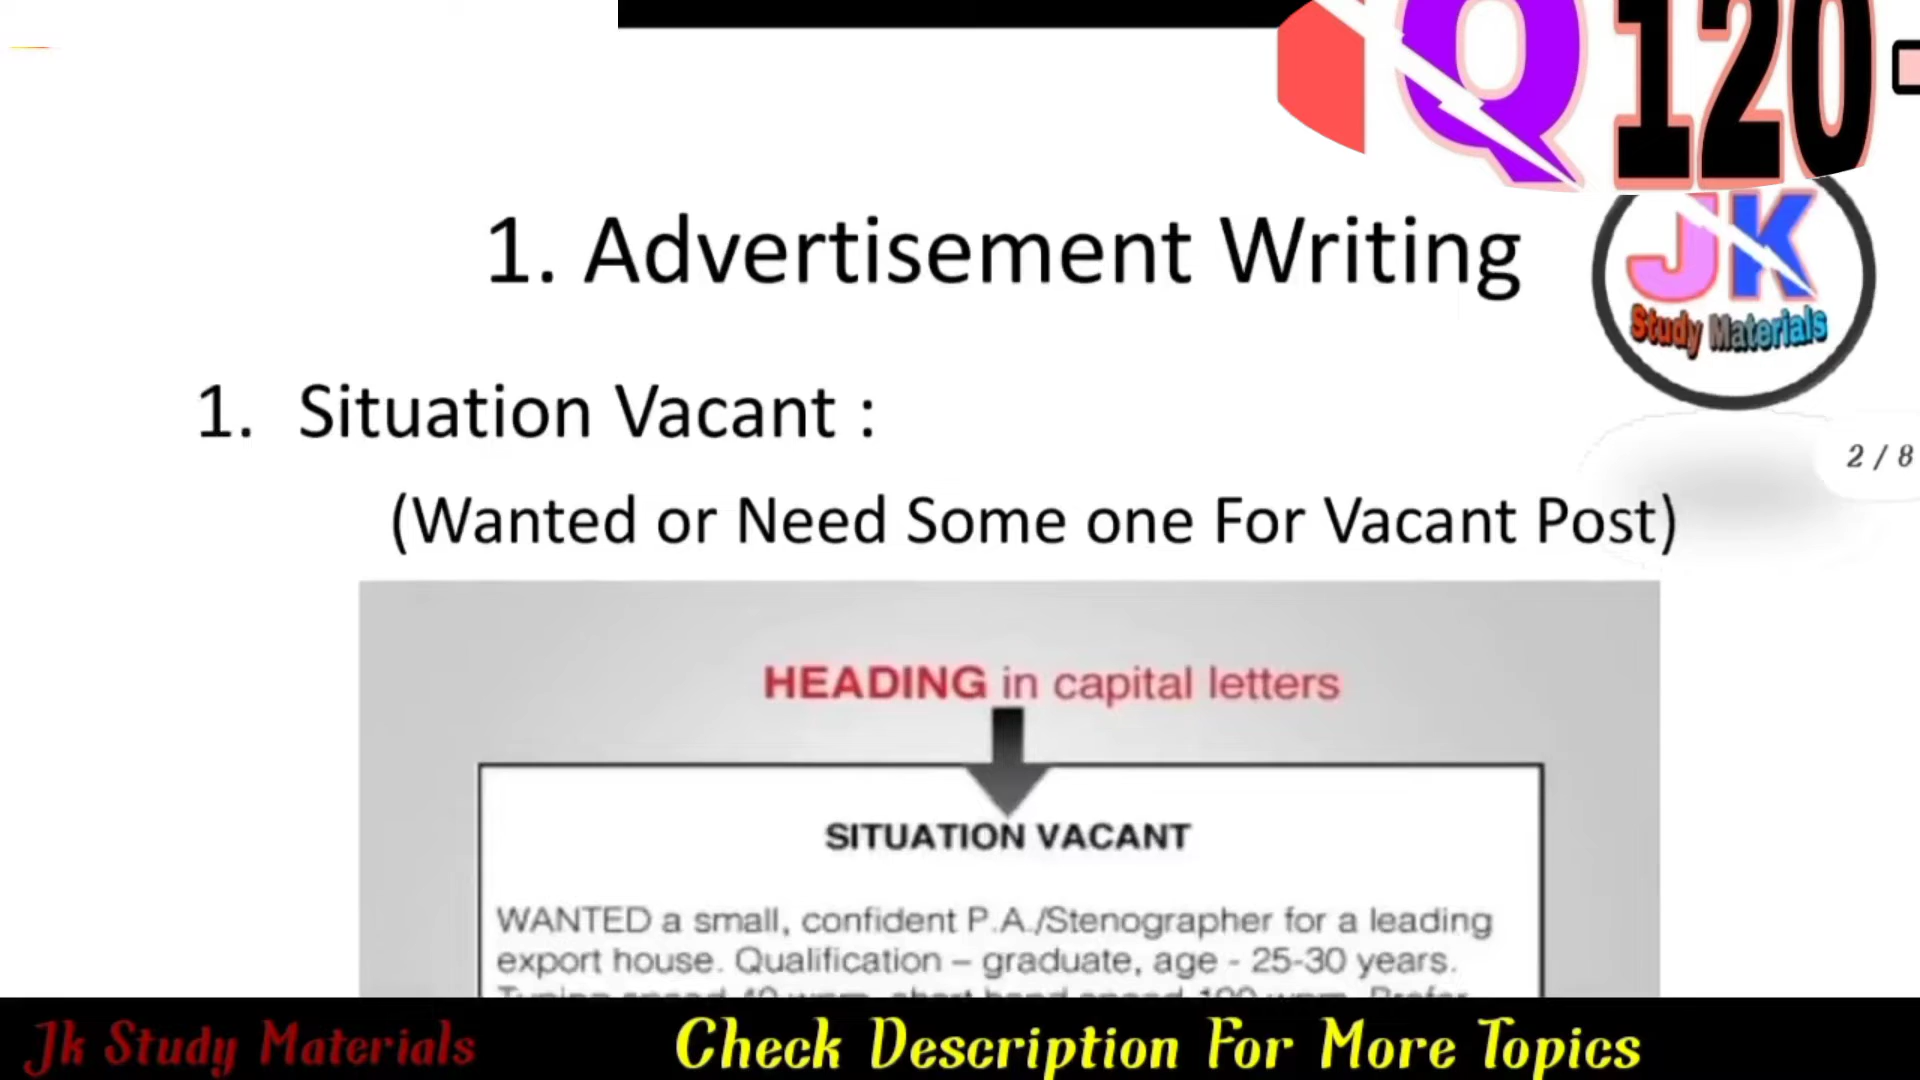 Q 120
1. Advertisement Writing
JK
Study Materials
1. Situation Vacant :
2 / 8
(Wanted or Need Some one For Vacant Post)
HEADING in capital letters
SITUATION VACANT
WANTED a small, confident P.A./Stenographer for a leading
export house. Qualification – graduate, age - 25-30 years.
Jk Study Materials
Check Description For More Topics